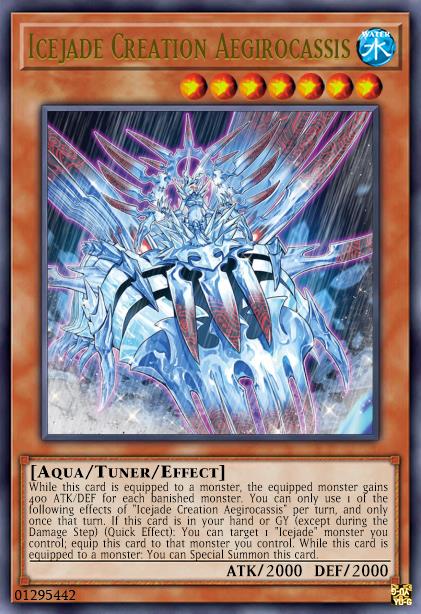 Icejade Creation Aegirocassis
WATER
水
[Aqua/Tuner/Effect]
While this card is equipped to a monster, the equipped monster gains
400 ATK/DEF for each banished monster. You can only use 1 of the
following effects of "Icejade Creation Aegirocassis" per turn, and only
once that turn. If this card is in your hand or GY (except during the
Damage Step) (Quick Effect): You can target 1 "Icejade" monster you
control; equip this card to that monster you control. While this card is
equipped to a monster: You can Special Summon this card.
ATK/2000 DEF/2000
01295442